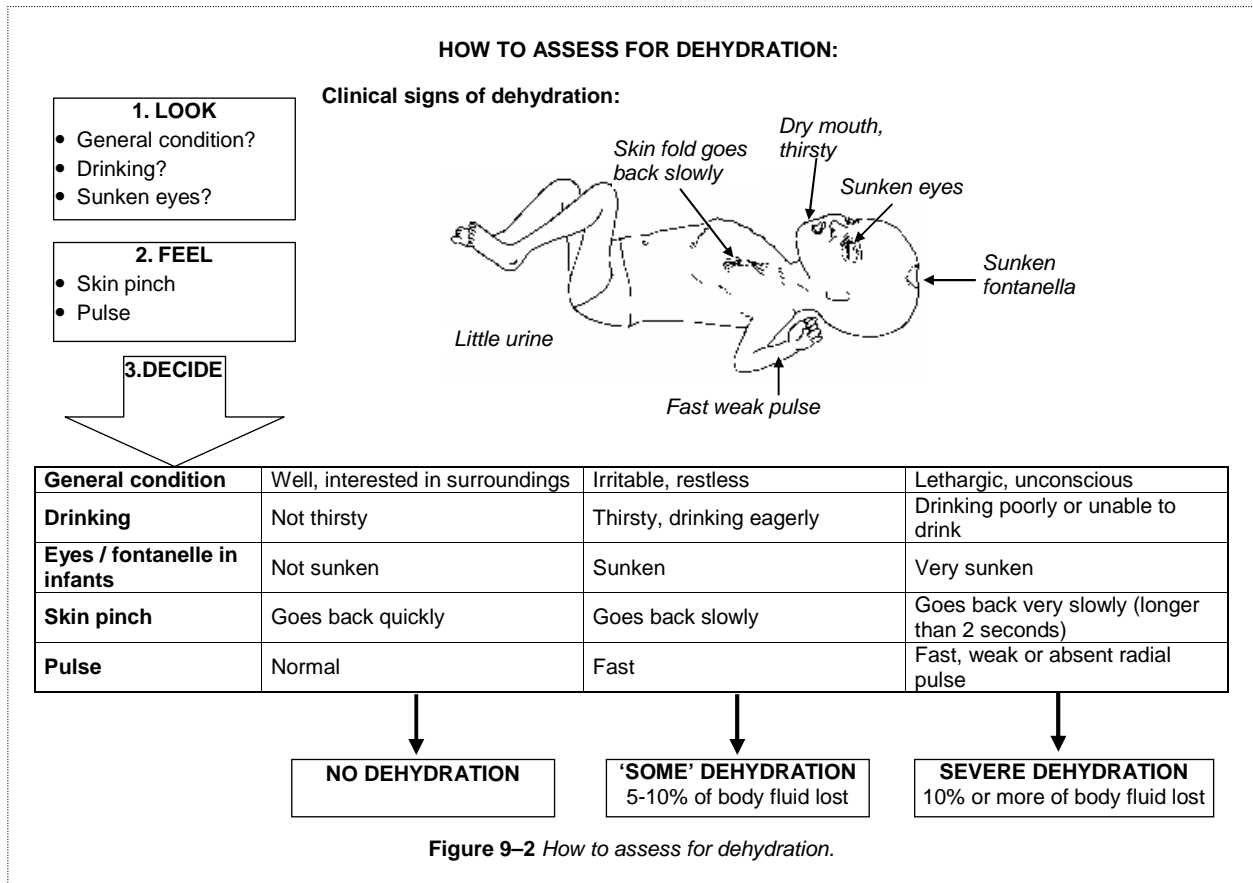 HOW TO ASSESS FOR DEHYDRATION:
1. LOOK
• General condition?
• Drinking?
• Sunken eyes?
2. FEEL
• Skin pinch
• Pulse
3.DECIDE
Clinical signs of dehydration:
Dry mouth,
thirsty
Skin fold goes
back slowly
Sunken eyes
Sunken
fontanella
Little urine
Fast weak pulse
General condition Well, interested in surroundings Irritable, restless Lethargic, unconscious
Drinking Not thirsty Thirsty, drinking eagerly Drinking poorly or unable to
drink
Eyes / fontanelle in
infants Not sunken Sunken Very sunken
Skin pinch Goes back quickly Goes back slowly Goes back very slowly (longer
than 2 seconds)
Pulse Normal Fast Fast, weak or absent radial
pulse
NO DEHYDRATION
‘SOME’ DEHYDRATION
5-10% of body fluid lost
SEVERE DEHYDRATION
10% or more of body fluid lost
Figure 9–2 How to assess for dehydration.